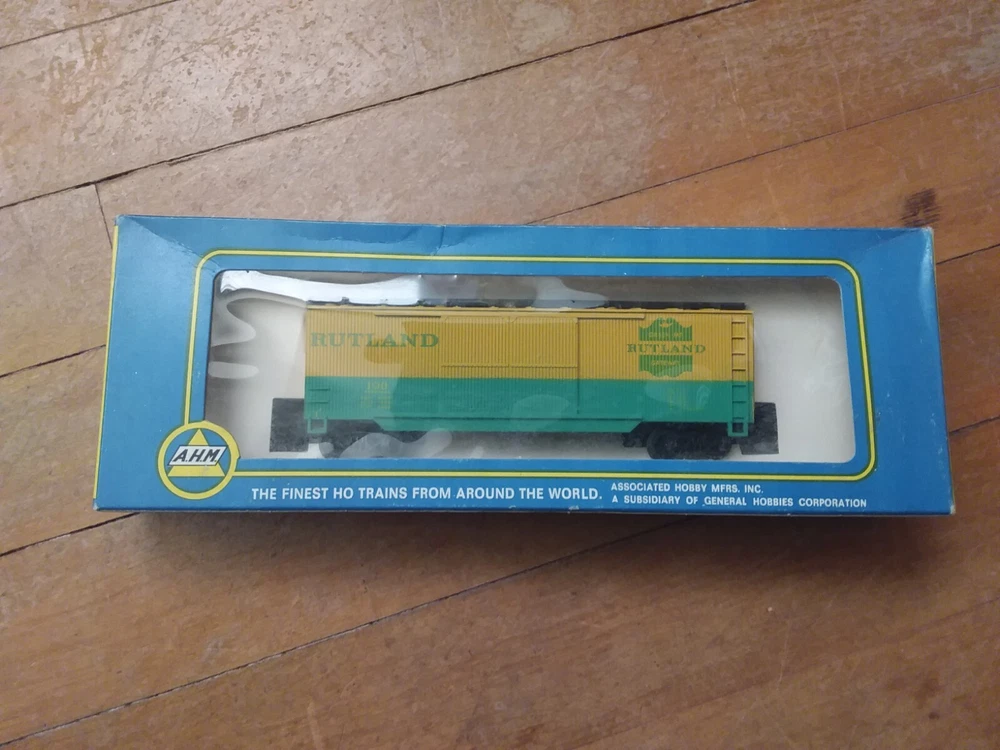 RUTLAND
RUTLAND
A.H.M.
THE FINEST HO TRAINS FROM AROUND THE WORLD.
ASSOCIATED HOBBY MFRS. INC.
A SUBSIDIARY OF GENERAL HOBBIES CORPORATION